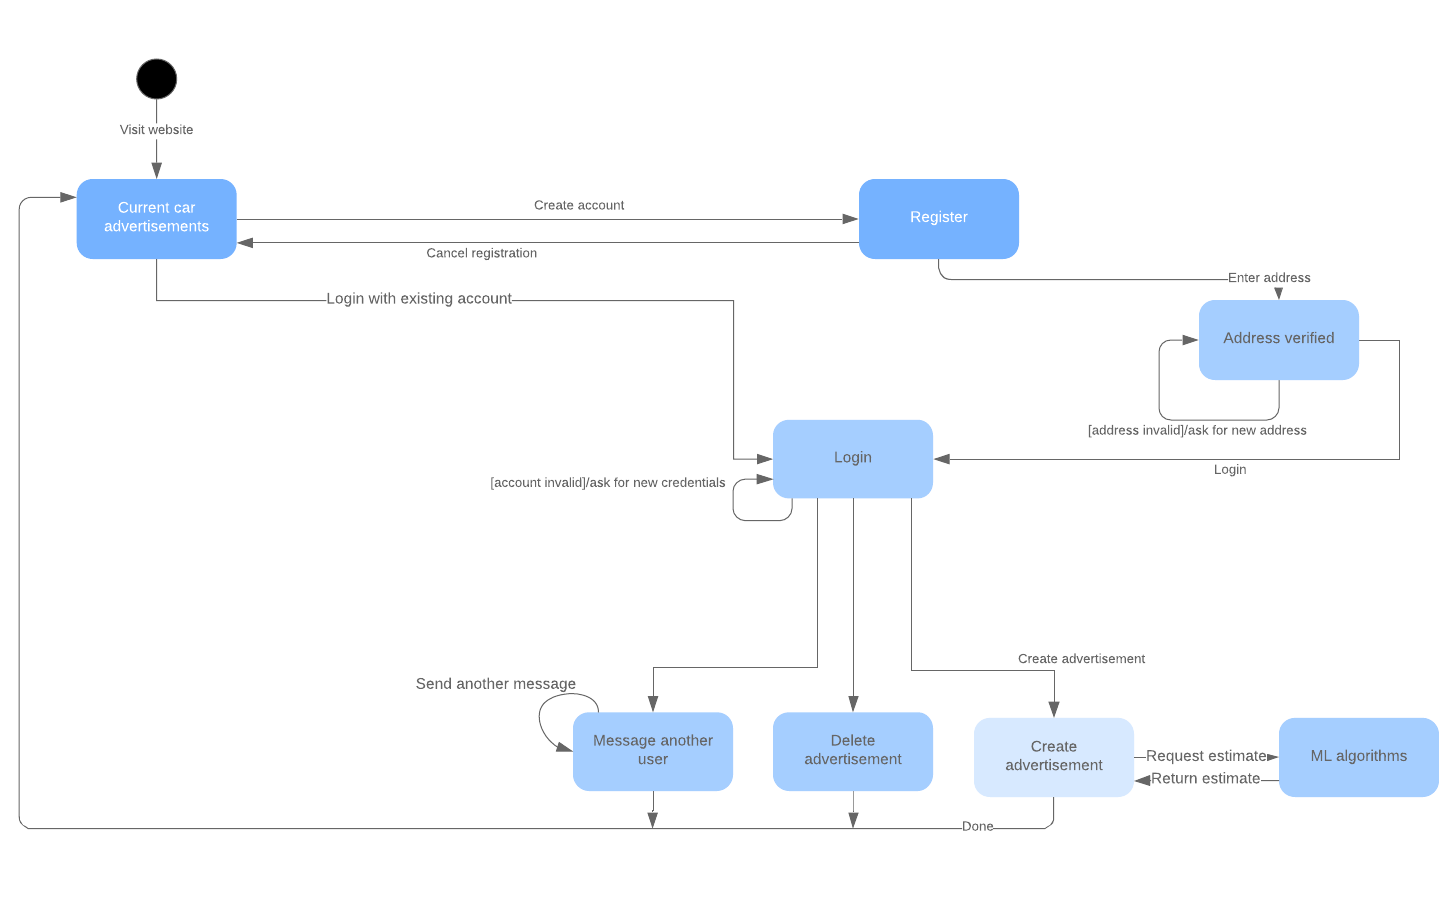 Visit website
Current car
advertisements
Create account
Register
Cancel registration
Enter address
Login with existing account
Address verified
[address invalid]/ask for new address
Login
Login
[account invalid]/ask for new credentials
Create advertisement
Send another message
Message another
user
Delete
advertisement
Create
advertisement
Request estimate
Return estimate
ML algorithms
Done